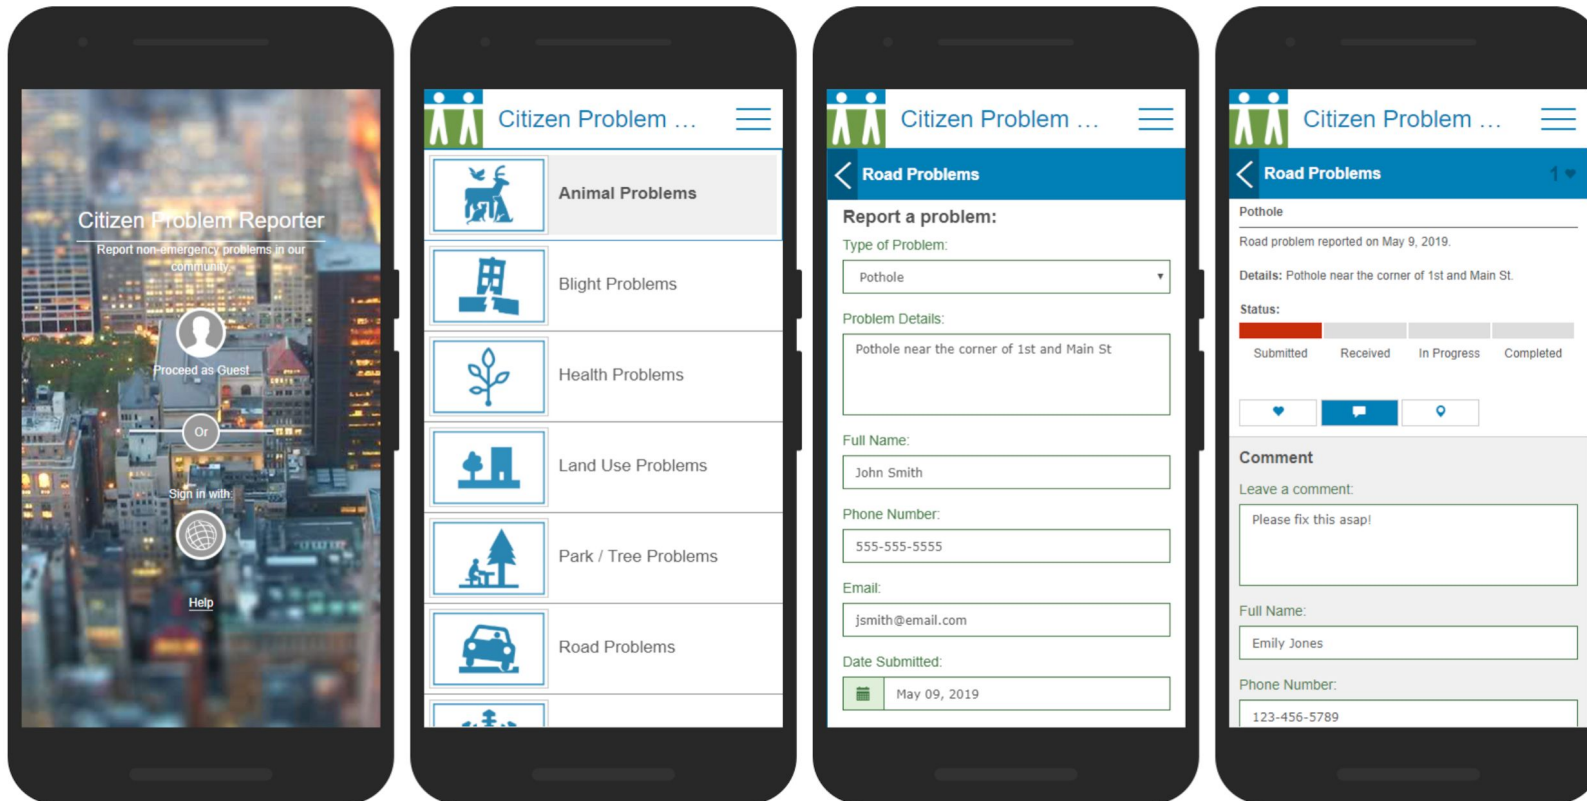 Citizen Problem Reporter
Report non-emergency problems in our
community.
Proceed as Guest
Or
Sign in with:
Help
Citizen Problem ...
Animal Problems
Blight Problems
Health Problems
Land Use Problems
Park / Tree Problems
Road Problems
Citizen Problem ...
Road Problems
Report a problem:
Type of Problem:
Pothole
Problem Details:
Pothole near the corner of 1st and Main St
Full Name:
John Smith
Phone Number:
555-555-5555
Email:
jsmith@email.com
Date Submitted:
May 09, 2019
Citizen Problem ...
Road Problems 1
Pothole
Road problem reported on May 9, 2019.
Details: Pothole near the corner of 1st and Main St.
Status:
Submitted Received In Progress Completed
Comment
Leave a comment:
Please fix this asap!
Full Name:
Emily Jones
Phone Number:
123-456-5789